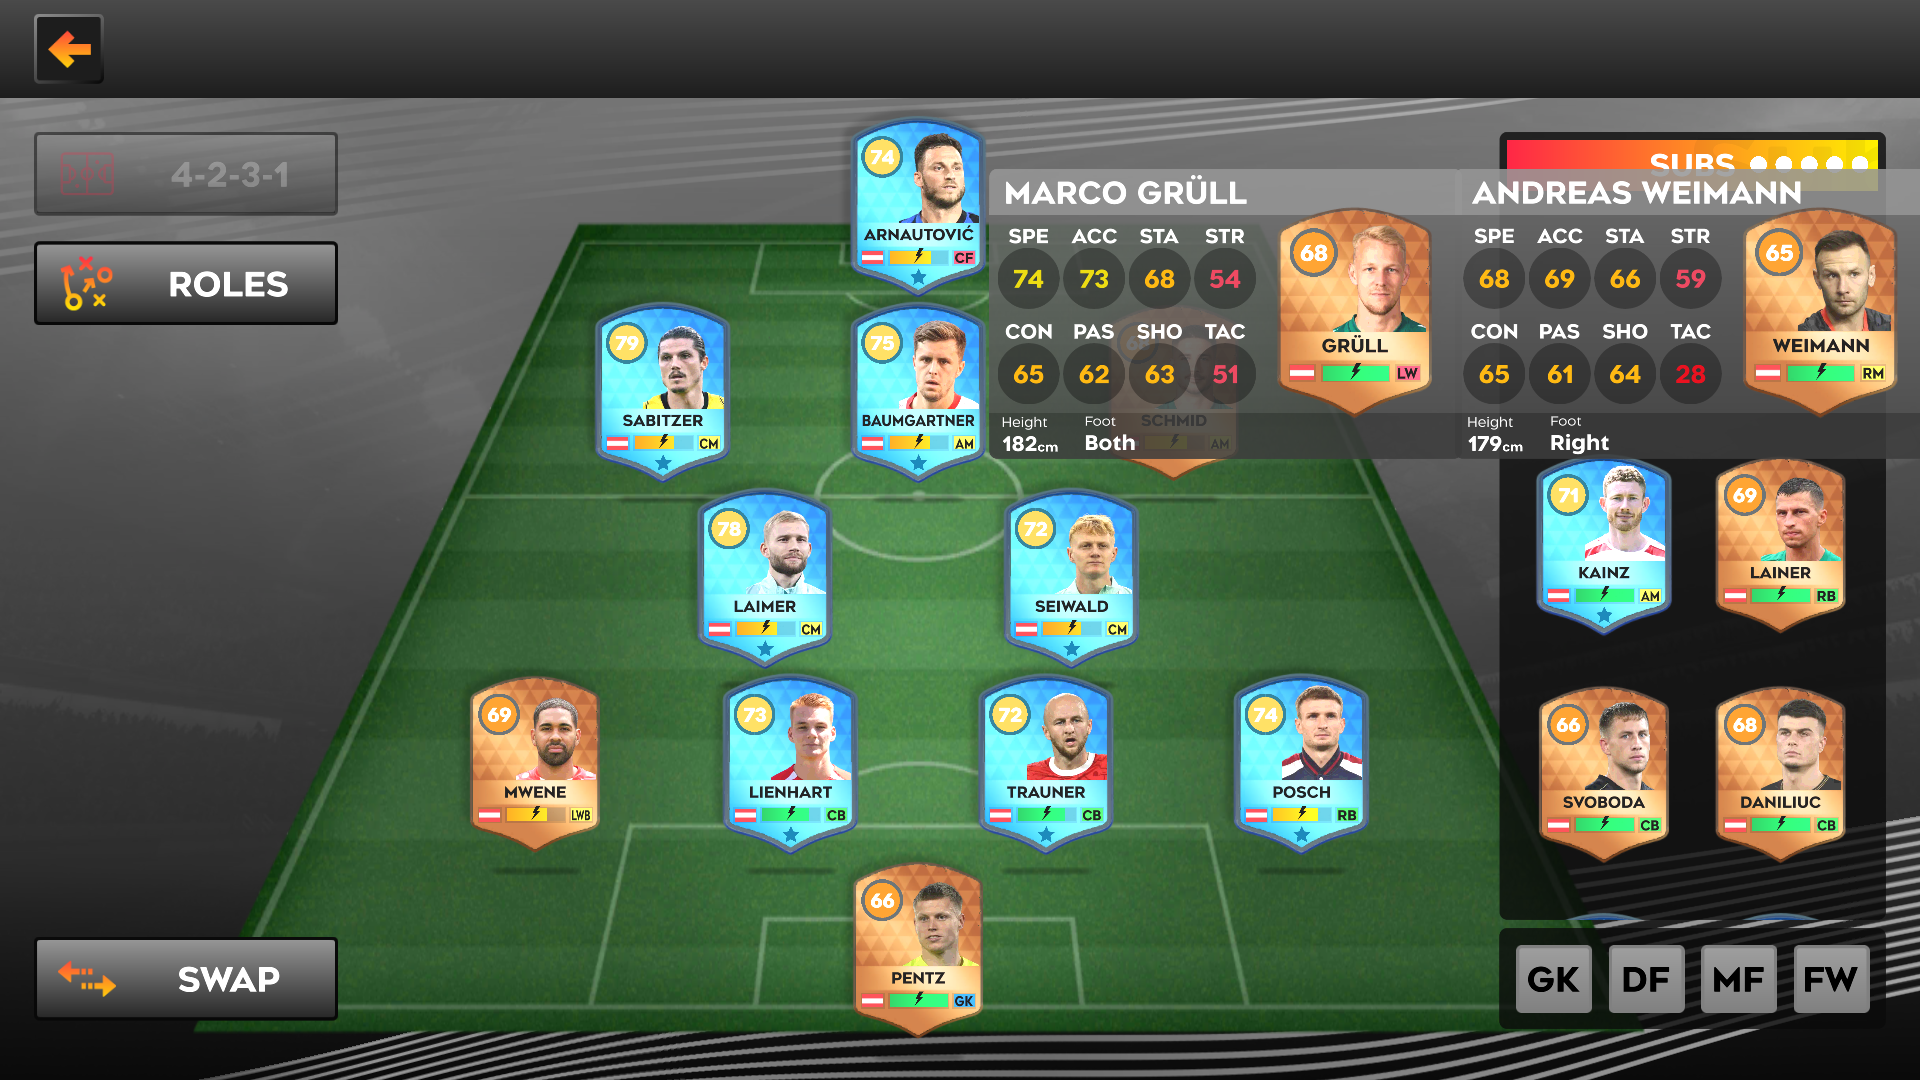 4-2-3-1
ROLES
SWAP
74
ARNAUTOVIĆ
CF
79
SABITZER
CM
75
BAUMGARTNER
AM
SCHMID
AM
78
LAIMER
CM
72
SEIWALD
CM
69
MWENE
LWB
73
LIENHART
CB
72
TRAUNER
CB
74
POSCH
RB
66
PENTZ
GK
SUBS
MARCO GRÜLL
SPE ACC STA STR
74 73 68 54
CON PAS SHO TAC
65 62 63 51
Height Foot
182cm Both
68
GRÜLL
LW
ANDREAS WEIMANN
SPE ACC STA STR
68 69 66 59
CON PAS SHO TAC
65 61 64 28
Height Foot
179cm Right
65
WEIMANN
RM
71
KAINZ
AM
69
LAINER
RB
66
SVOBODA
CB
68
DANILIUC
CB
GK DF MF FW